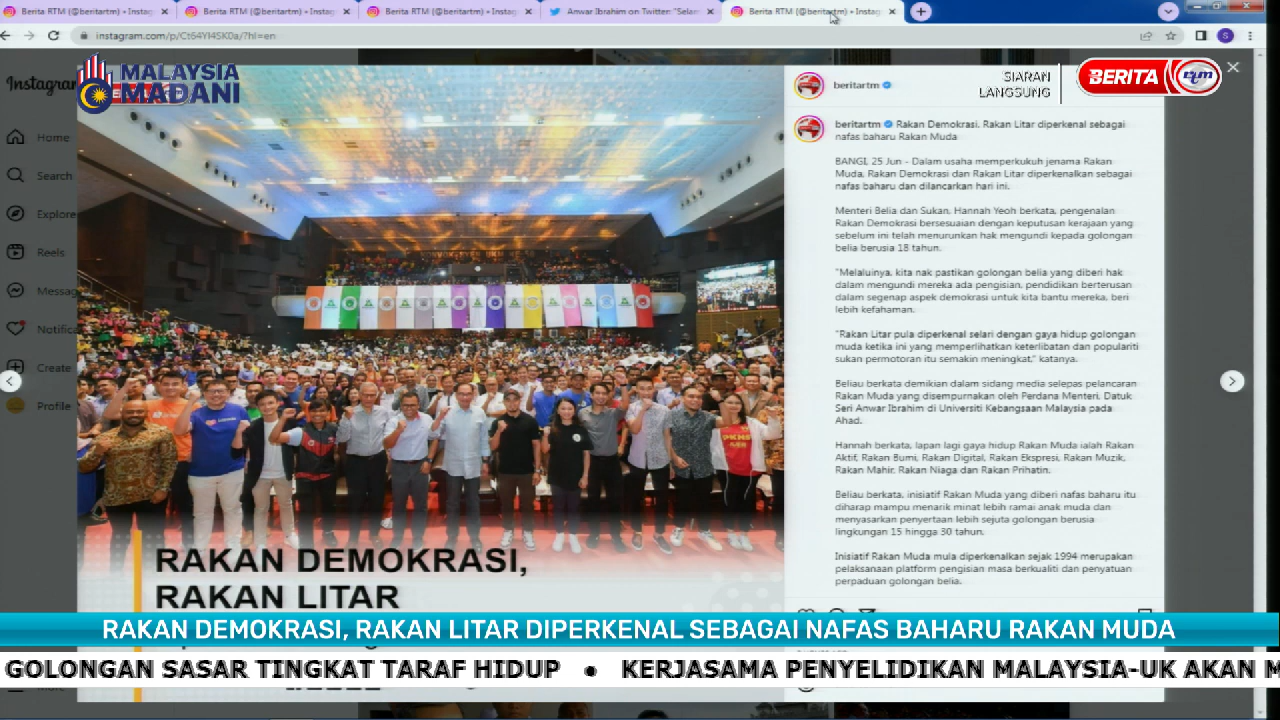 Berita RTM (@beritartm) • Instag
Berita RTM (@beritartm) • Instag
Berita RTM (@beritartm) • Instag
Anwar Ibrahim on Twitter: "Selam
Berita RTM (@beritartm) • Instag
instagram.com/p/Ct64Yl4SK0a/?hl=en
S
Instagram
MALAYSIA
MADANI
SIARAN
LANGSUNG
BERITA rtm
Home
Search
Explore
Reels
Messag
Notifica
Create
Profile
beritartm
beritartm Rakan Demokrasi, Rakan Litar diperkenal sebagai
nafas baharu Rakan Muda
BANGI, 25 Jun - Dalam usaha memperkukuh jenama Rakan
Muda, Rakan Demokrasi dan Rakan Litar diperkenalkan sebagai
nafas baharu dan dilancarkan hari ini.
Menteri Belia dan Sukan, Hannah Yeoh berkata, pengenalan
Rakan Demokrasi bersesuaian dengan keputusan kerajaan yang
sebelum ini telah menurunkan hak mengundi kepada golongan
belia berusia 18 tahun.
"Melaluinya, kita nak pastikan golongan belia yang diberi hak
dalam mengundi mereka ada pengisian, pendidikan berterusan
dalam segenap aspek demokrasi untuk kita bantu mereka, beri
lebih kefahaman.
"Rakan Litar pula diperkenal selari dengan gaya hidup golongan
muda ketika ini yang memperlihatkan keterlibatan dan populariti
sukan permotoran itu semakin meningkat," katanya.
Beliau berkata demikian dalam sidang media selepas pelancaran
Rakan Muda yang disempurnakan oleh Perdana Menteri, Datuk
Seri Anwar Ibrahim di Universiti Kebangsaan Malaysia pada
Ahad.
Hannah berkata, lapan lagi gaya hidup Rakan Muda ialah Rakan
Aktif, Rakan Bumi, Rakan Digital, Rakan Ekspresi, Rakan Muzik,
Rakan Mahir, Rakan Niaga dan Rakan Prihatin.
Beliau berkata, inisiatif Rakan Muda yang diberi nafas baharu itu
diharap mampu menarik minat lebih ramai anak muda dan
menyasarkan penyertaan lebih sejuta golongan berusia
lingkungan 15 hingga 30 tahun.
Inisiatif Rakan Muda mula diperkenalkan sejak 1994 merupakan
pelaksanaan platform pengisian masa berkualiti dan penyatuan
perpaduan golongan belia.
RAKAN DEMOKRASI,
RAKAN LITAR
RAKAN DEMOKRASI, RAKAN LITAR DIPERKENAL SEBAGAI NAFAS BAHARU RAKAN MUDA
GOLONGAN SASAR TINGKAT TARAF HIDUP • KERJASAMA PENYELIDIKAN MALAYSIA-UK AKAN M